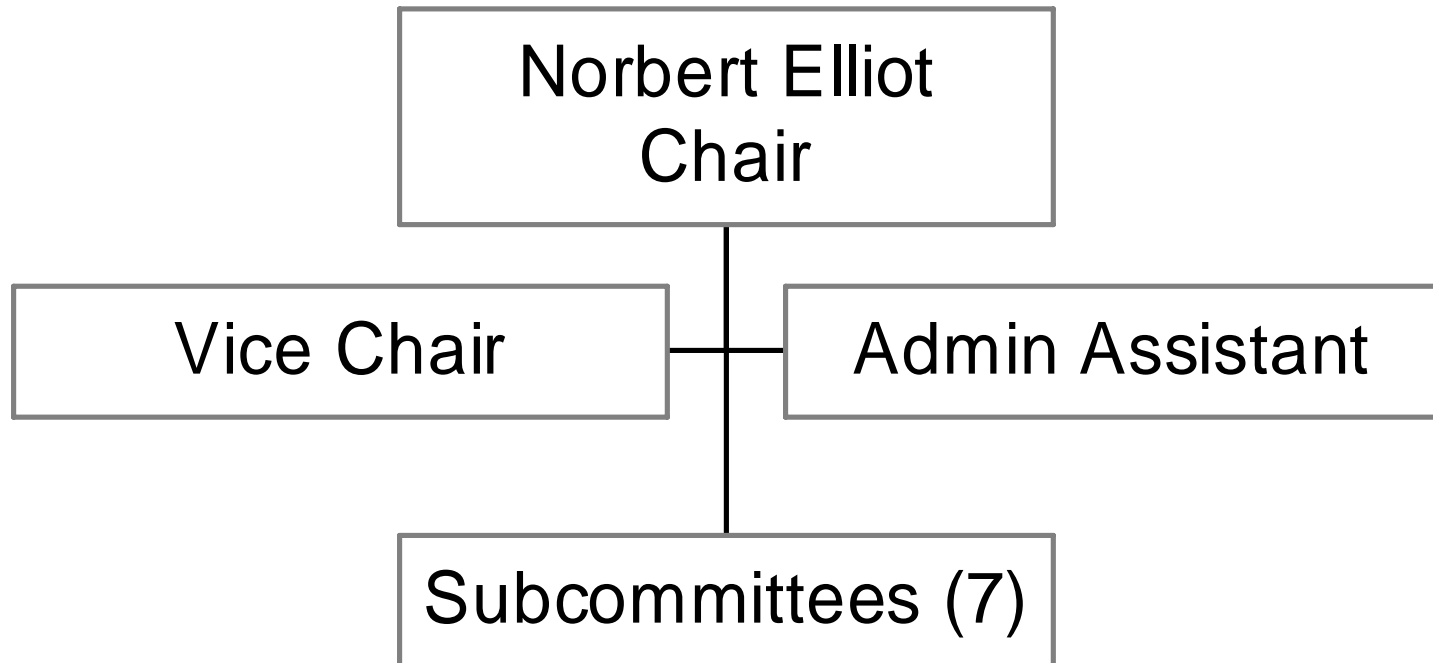 Norbert Elliot
Chair
Vice Chair
Admin Assistant
Subcommittees (7)